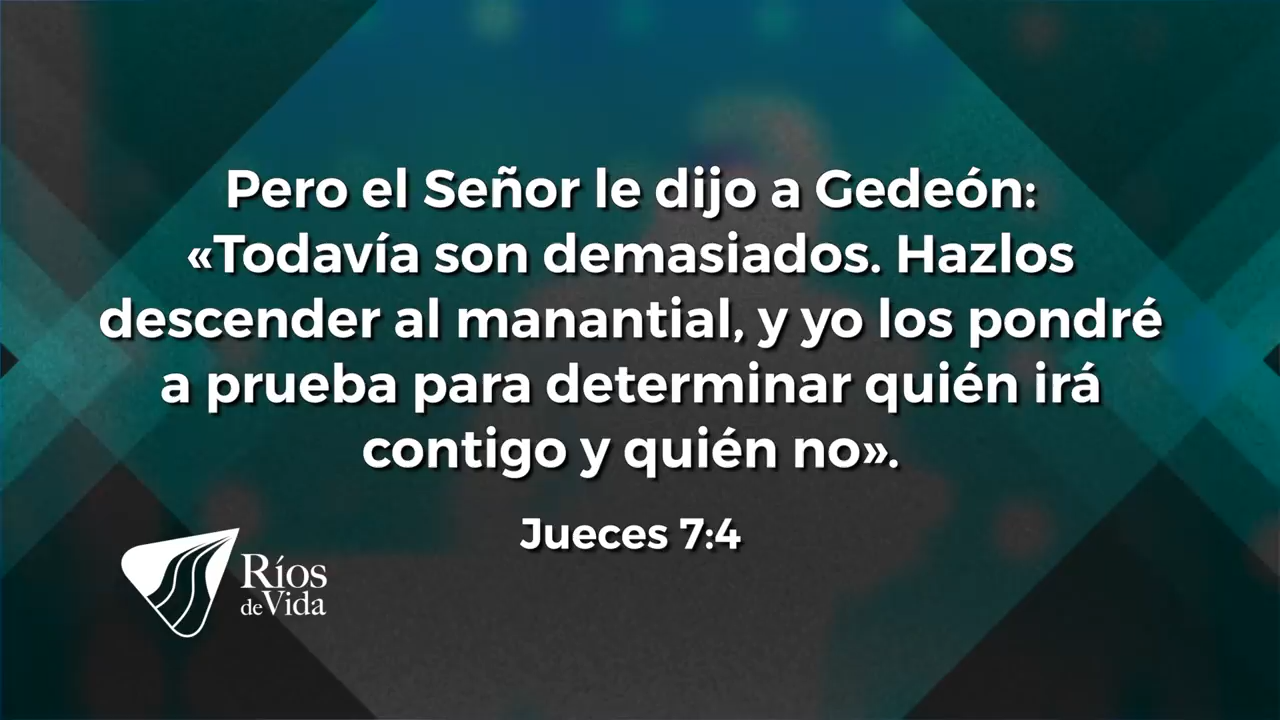 Pero el Señor le dijo a Gedeón:
«Todavía son demasiados. Hazlos
descender al manantial, y yo los pondré
a prueba para determinar quién irá
contigo y quién no».
Jueces 7:4
Ríos
de Vida